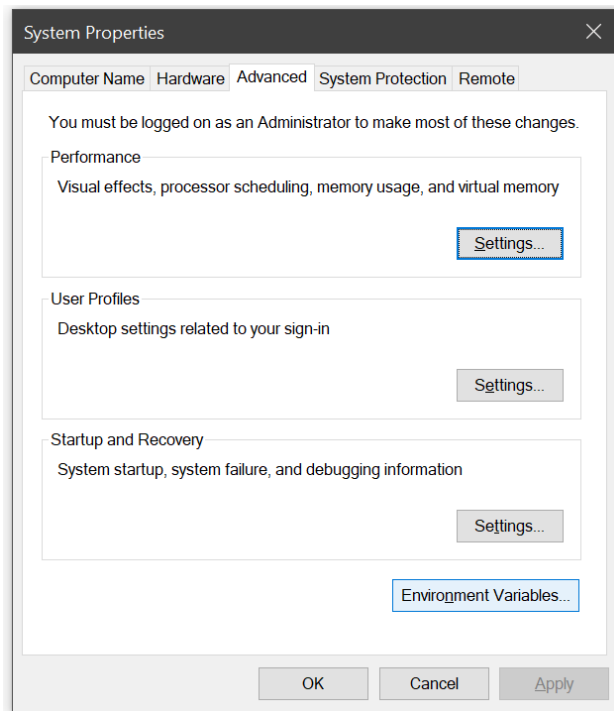 System Properties
Computer Name Hardware Advanced System Protection Remote
You must be logged on as an Administrator to make most of these changes.
Performance
Visual effects, processor scheduling, memory usage, and virtual memory
Settings...
User Profiles
Desktop settings related to your sign-in
Settings...
Startup and Recovery
System startup, system failure, and debugging information
Settings...
Environment Variables...
OK Cancel Apply